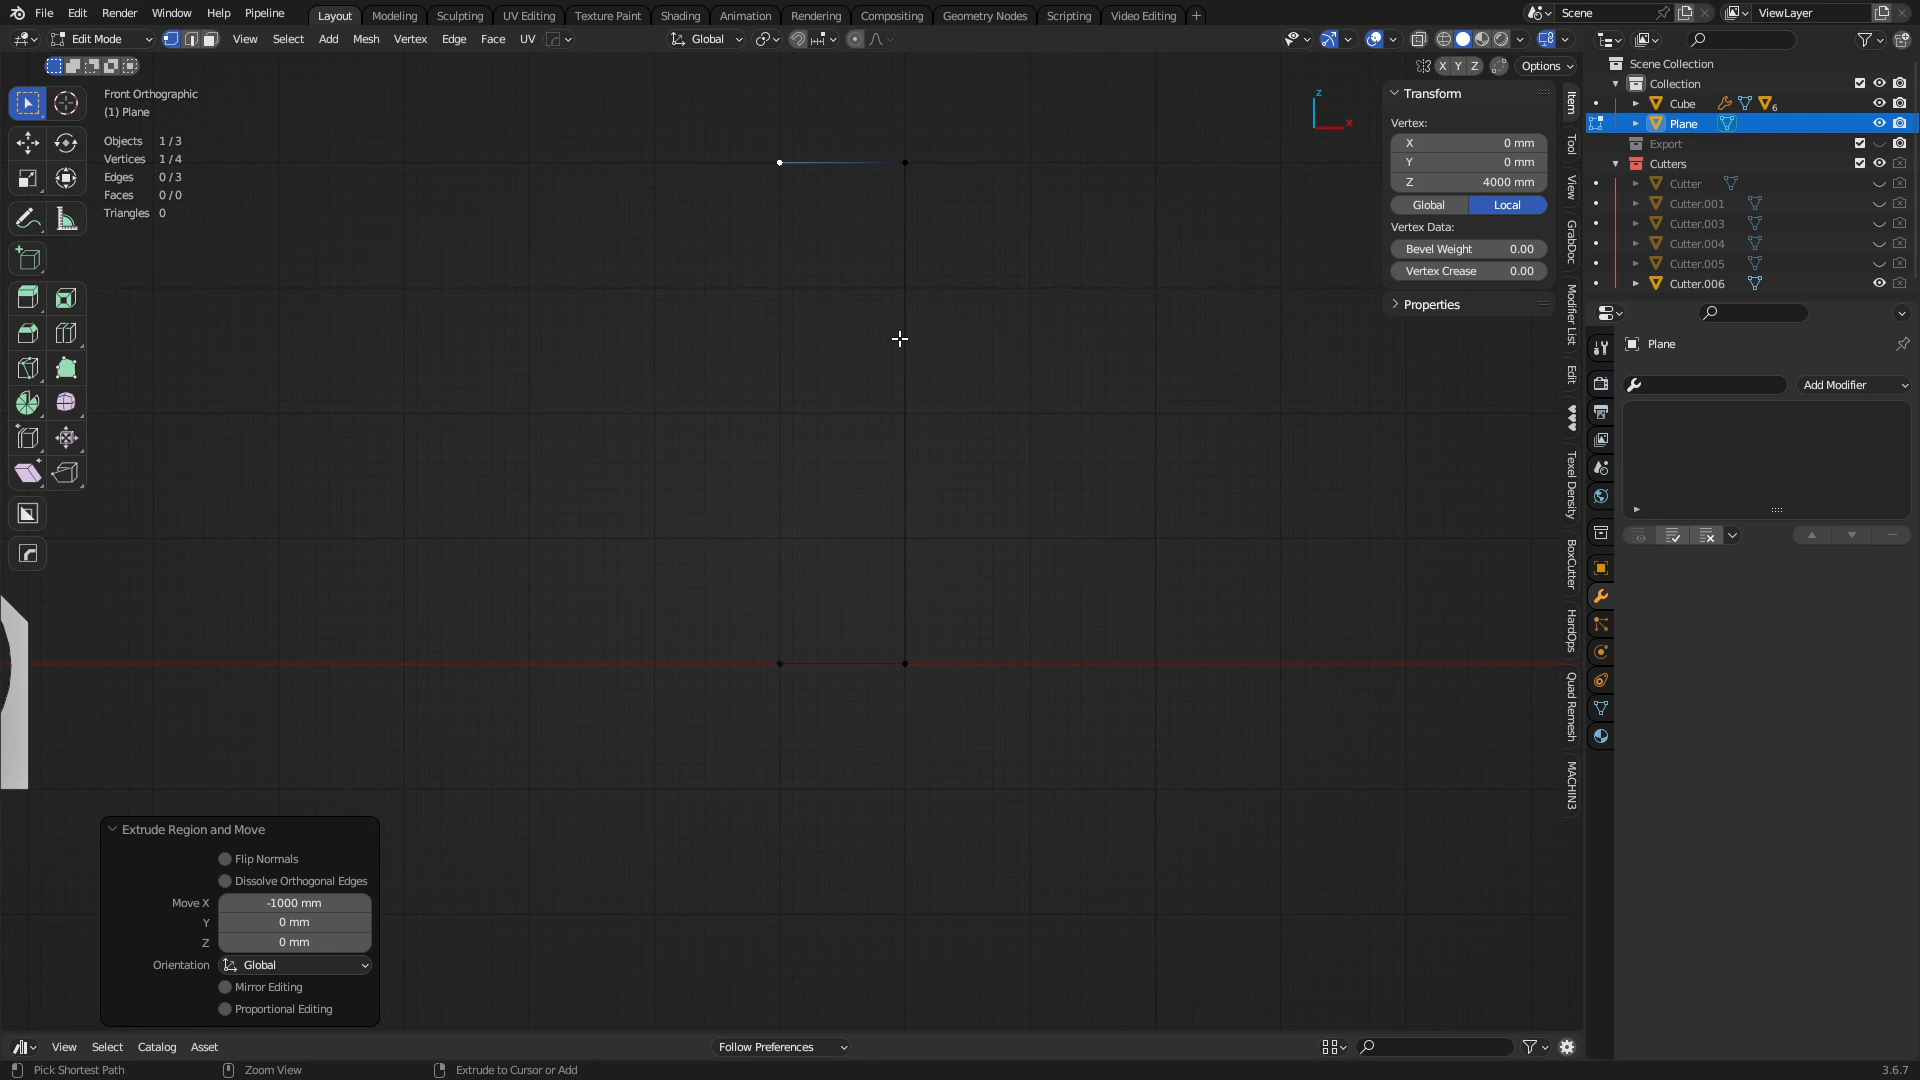 File Edit Render Window Help Pipeline Layout Modeling Sculpting UV Editing Texture Paint Shading Animation Rendering Compositing Geometry Nodes Scripting Video Editing + Scene ViewLayer
Edit Mode View Select Add Mesh Vertex Edge Face UV Global
X Y Z Options
Front Orthographic
(1) Plane
Objects 1/3
Vertices 1/4
Edges 0/3
Faces 0/0
Triangles 0
z
x
Transform
Vertex:
X 0 mm
Y 0 mm
Z 4000 mm
Global Local
Vertex Data:
Bevel Weight 0.00
Vertex Crease 0.00
Properties
Item
Tool
View
GrabDoc
Modifier List
Edit
Texel Density
BoxCutter
HardOps
Quad Remesh
MACHIN3
Scene Collection
Collection
Cube 6
Plane
Export
Cutters
Cutter
Cutter.001
Cutter.003
Cutter.004
Cutter.005
Cutter.006
Plane
Add Modifier
Extrude Region and Move
Flip Normals
Dissolve Orthogonal Edges
Move X -1000 mm
Y 0 mm
Z 0 mm
Orientation Global
Mirror Editing
Proportional Editing
View Select Catalog Asset Follow Preferences
Pick Shortest Path Zoom View Extrude to Cursor or Add 3.6.7